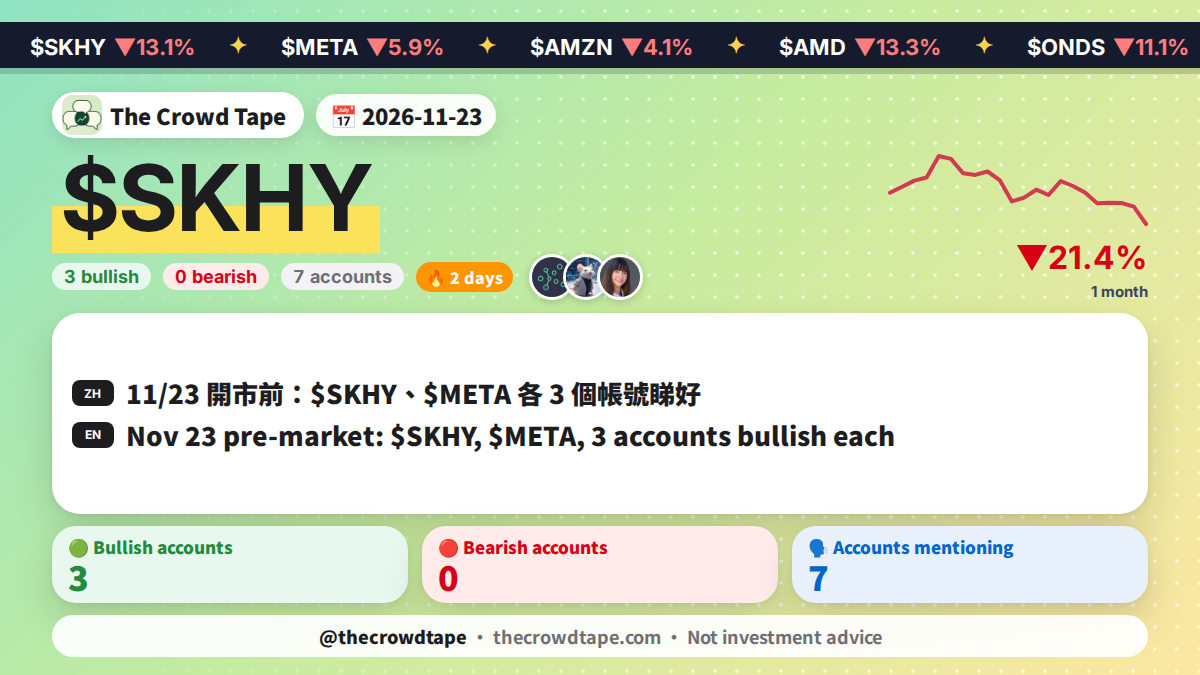 $SKHY ▼13.1% ✦ $META ▼5.9% ✦ $AMZN ▼4.1% ✦ $AMD ▼13.3% ✦ $ONDS ▼11.1%
The Crowd Tape
📅 2026-11-23
$SKHY
3 bullish 0 bearish 7 accounts 🔥 2 days
▼21.4%
1 month
ZH 11/23 開市前：$SKHY、$META 各 3 個帳號睇好
EN Nov 23 pre-market: $SKHY, $META, 3 accounts bullish each
🟢 Bullish accounts
3
🔴 Bearish accounts
0
🗣️ Accounts mentioning
7
@thecrowdtape • thecrowdtape.com • Not investment advice